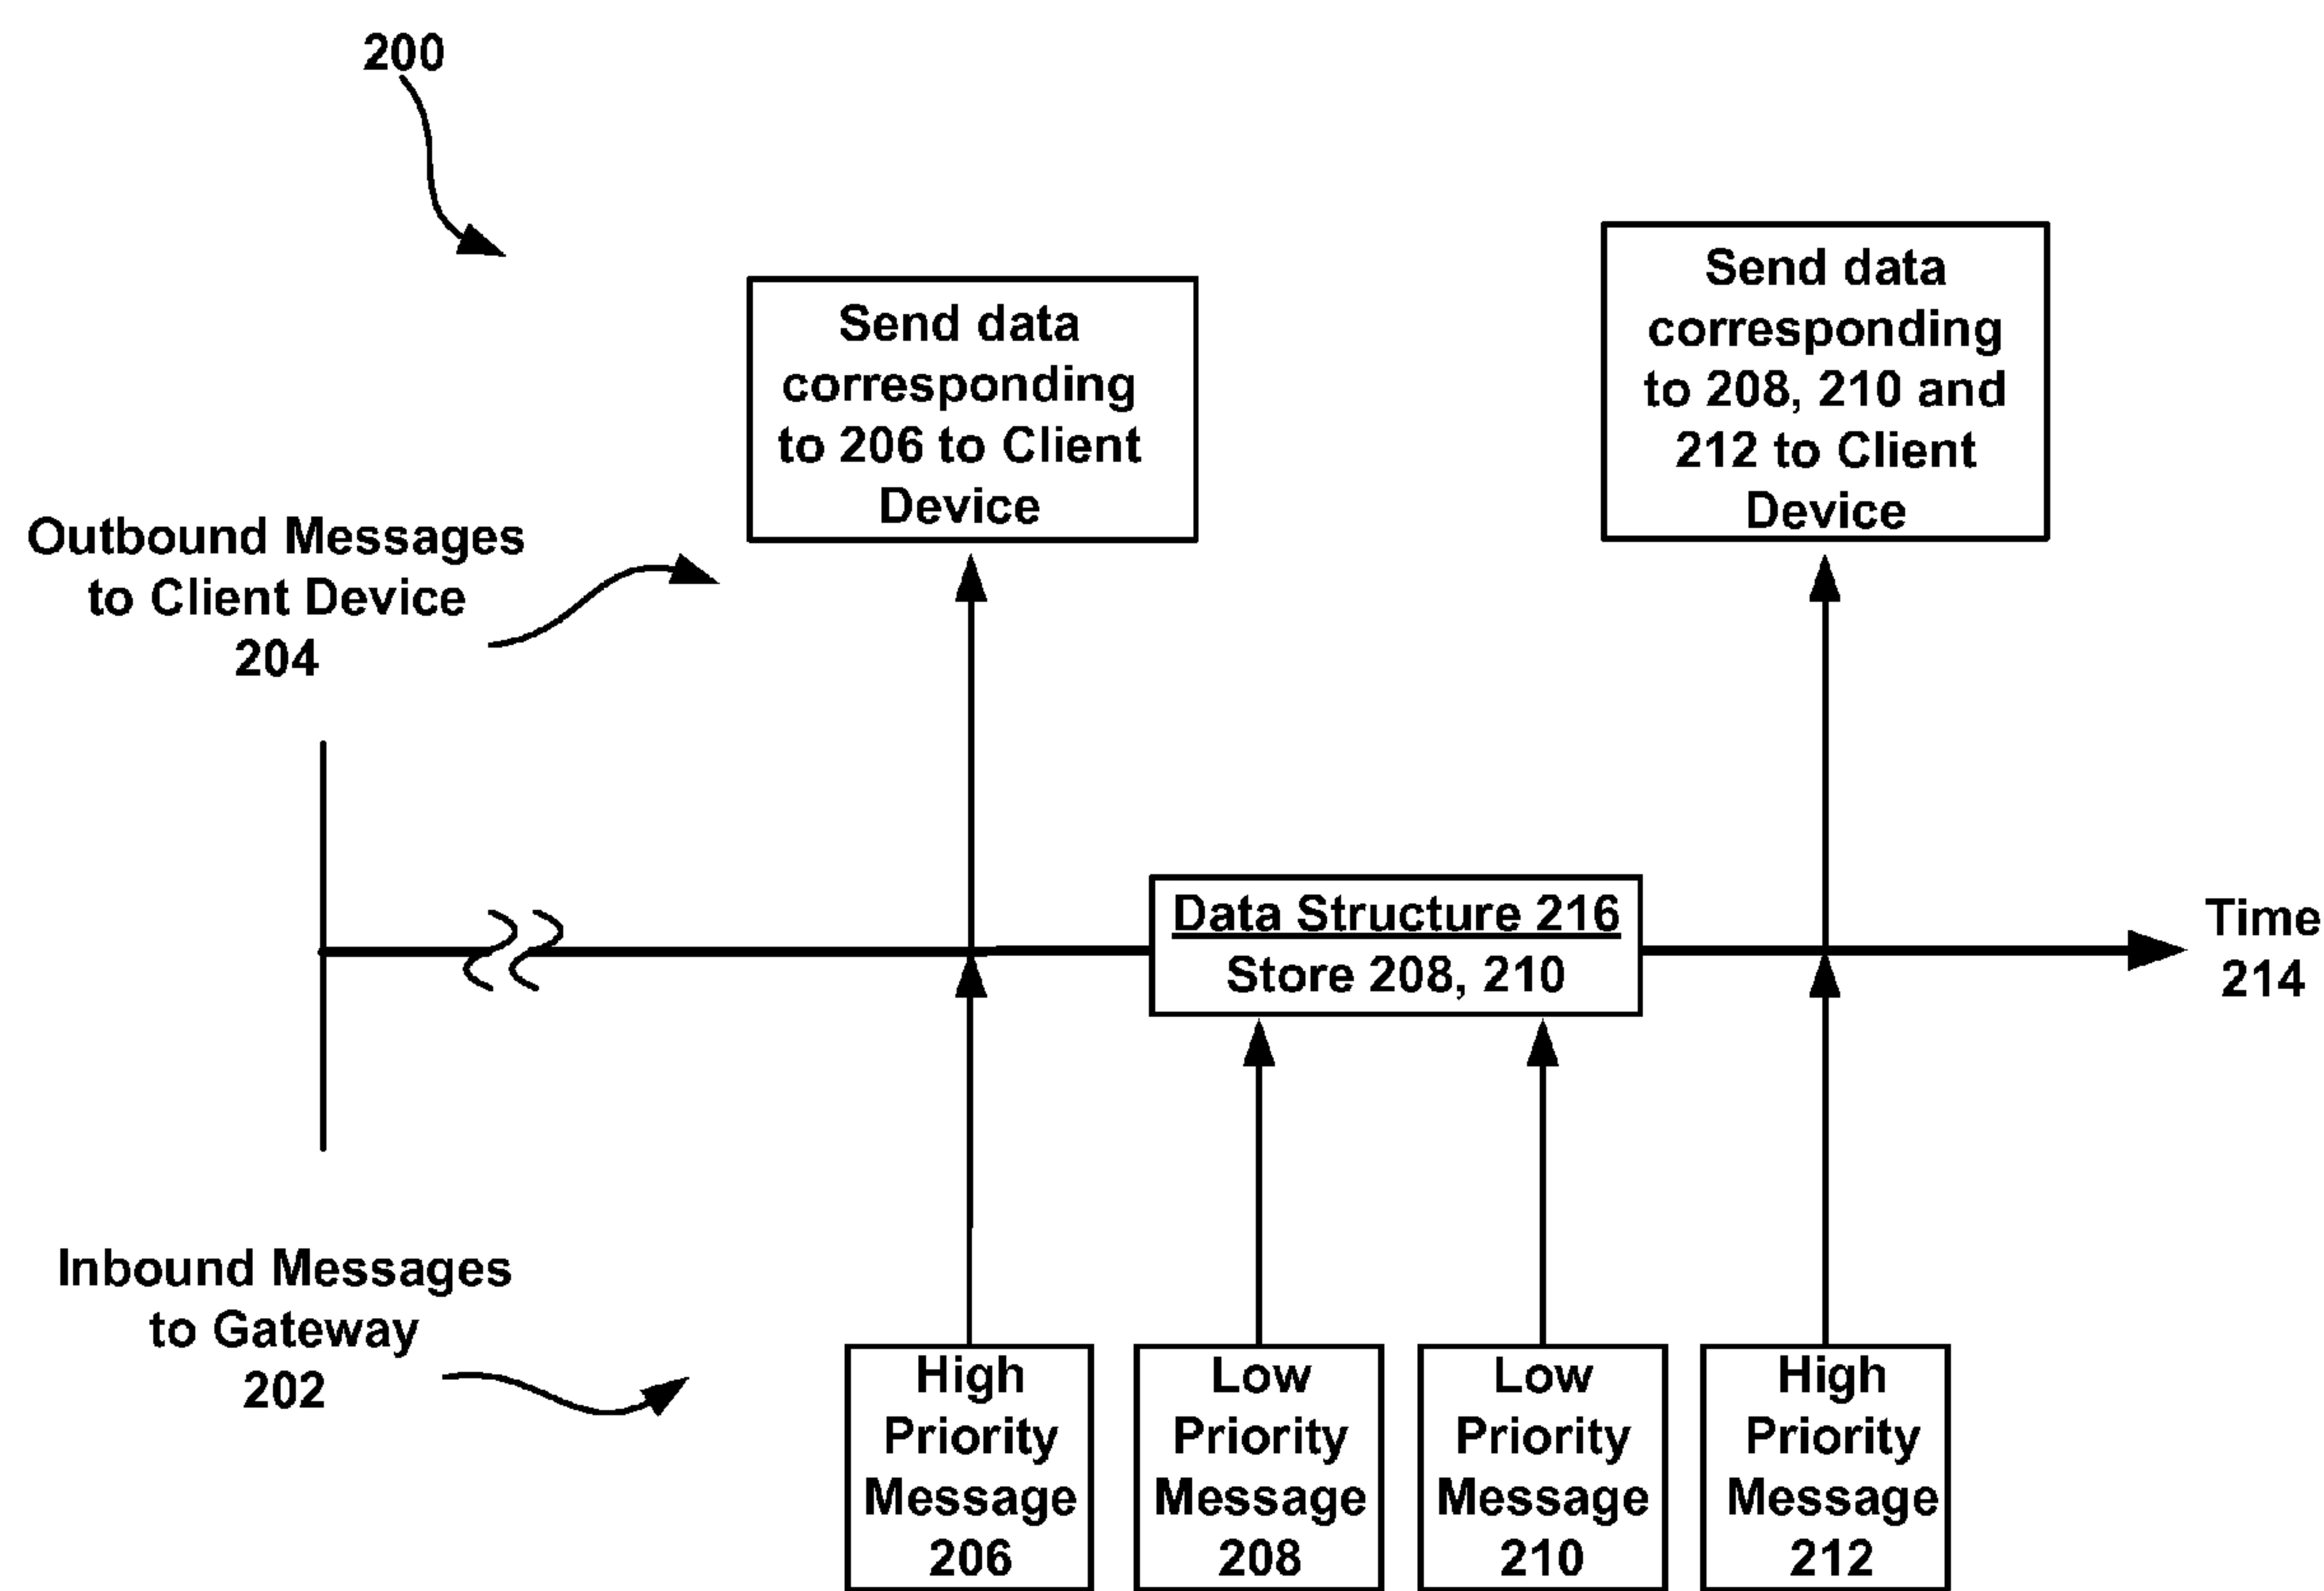 200
Send data
corresponding
to 206 to Client
Device
Send data
corresponding
to 208, 210 and
212 to Client
Device
Outbound Messages
to Client Device
204
Data Structure 216
Store 208, 210
Time
214
Inbound Messages
to Gateway
202
High
Priority
Message
206
Low
Priority
Message
208
Low
Priority
Message
210
High
Priority
Message
212